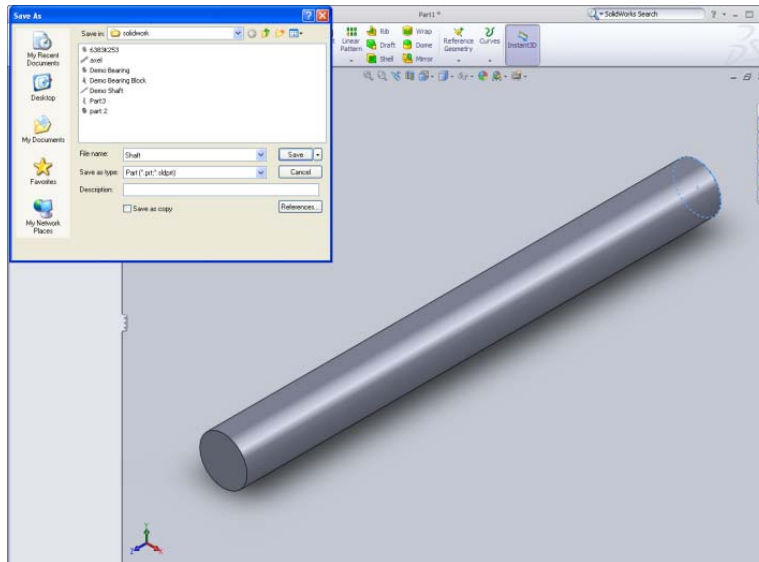 Save As
Part1 *
SolidWorks Search
Save in: solidwork
My Recent Documents
Desktop
My Documents
Favorites
My Network Places
6383K253
axel
Demo Bearing
Demo Bearing Block
Demo Shaft
Part3
part 2
File name: Shaft
Save
Save as type: Part (*.prt;*.sldprt)
Cancel
Description:
Save as copy
References...
Linear Pattern
Rib
Draft
Shell
Wrap
Dome
Mirror
Reference Geometry
Curves
Instant3D
Y
Z
X